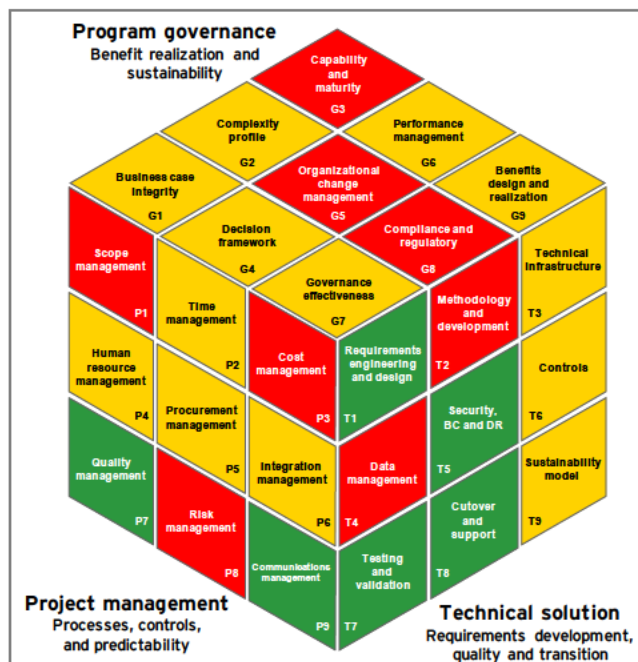 Program governance
Benefit realization and
sustainability
Capability
and
maturity
G3
Complexity
profile
G2
Performance
management
G6
Business case
integrity
G1
Organizational
change
management
G5
Benefits
design and
realization
G9
Decision
framework
G4
Compliance and
regulatory
G8
Governance
effectiveness
G7
Scope
management
P1
Time
management
P2
Cost
management
P3
Human
resource
management
P4
Procurement
management
P5
Integration
management
P6
Quality
management
P7
Risk
management
P8
Communications
management
P9
Requirements
engineering
and design
T1
Methodology
and
development
T2
Technical
infrastructure
T3
Data
management
T4
Security,
BC and DR
T5
Controls
T6
Testing
and
validation
T7
Cutover
and
support
T8
Sustainability
model
T9
Project management
Processes, controls,
and predictability
Technical solution
Requirements development,
quality and transition